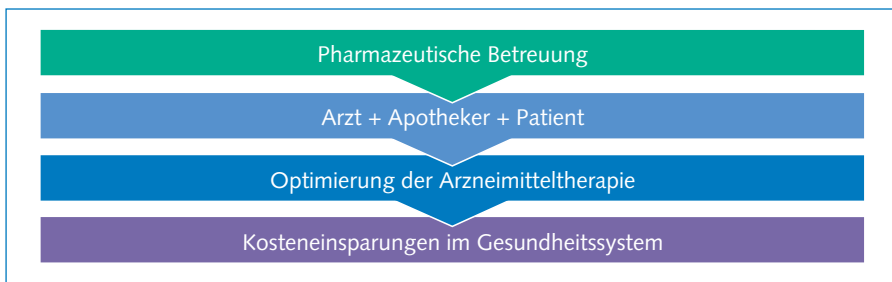 Pharmazeutische Betreuung
Arzt + Apotheker + Patient
Optimierung der Arzneimitteltherapie
Kosteneinsparungen im Gesundheitssystem